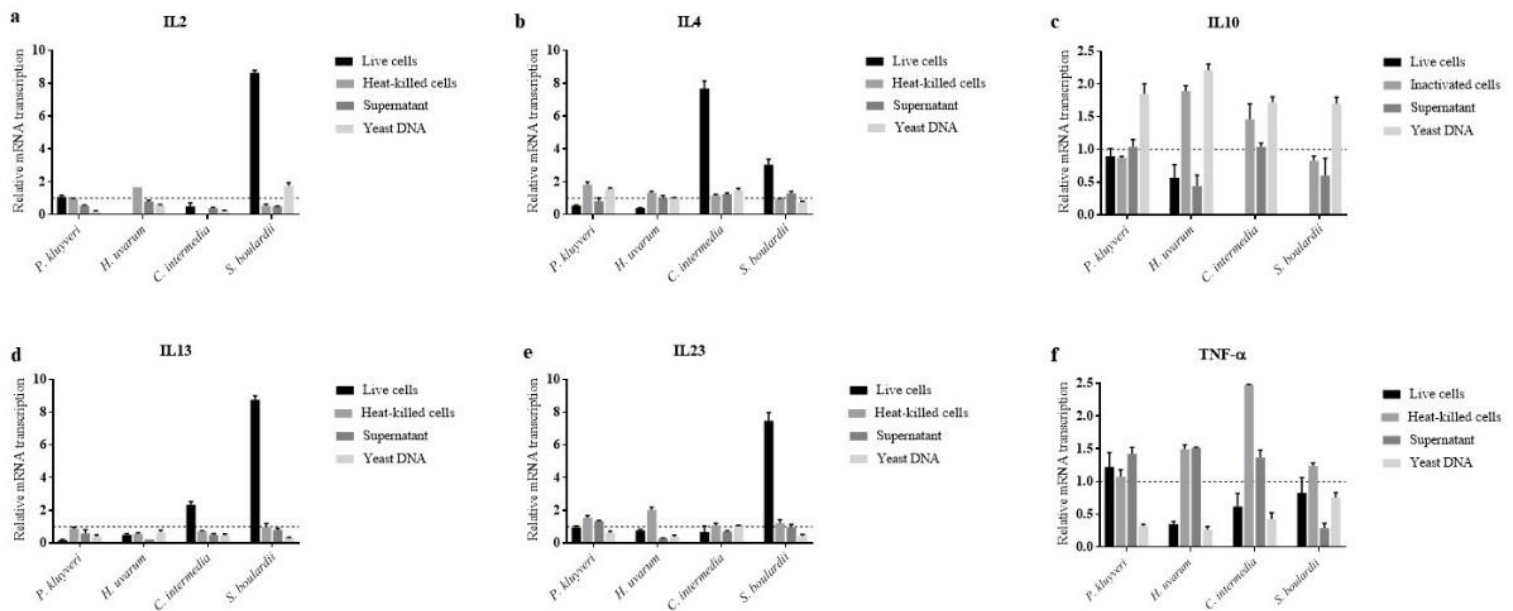 a
IL2
Relative mRNA transcription
10
8
6
4
2
0
P. kluyveri
H. uvarum
C. intermedia
S. boulardii
Live cells
Heat-killed cells
Supernatant
Yeast DNA
b
IL4
Relative mRNA transcription
10
8
6
4
2
0
P. kluyveri
H. uvarum
C. intermedia
S. boulardii
Live cells
Heat-killed cells
Supernatant
Yeast DNA
c
IL10
Relative mRNA transcription
2.5
2.0
1.5
1.0
0.5
0.0
P. kluyveri
H. uvarum
C. intermedia
S. boulardii
Live cells
Inactivated cells
Supernatant
Yeast DNA
d
IL13
Relative mRNA transcription
10
8
6
4
2
0
P. kluyveri
H. uvarum
C. intermedia
S. boulardii
Live cells
Heat-killed cells
Supernatant
Yeast DNA
e
IL23
Relative mRNA transcription
10
8
6
4
2
0
P. kluyveri
H. uvarum
C. intermedia
S. boulardii
Live cells
Heat-killed cells
Supernatant
Yeast DNA
f
TNF-α
Relative mRNA transcription
2.5
2.0
1.5
1.0
0.5
0.0
P. kluyveri
H. uvarum
C. intermedia
S. boulardii
Live cells
Heat-killed cells
Supernatant
Yeast DNA